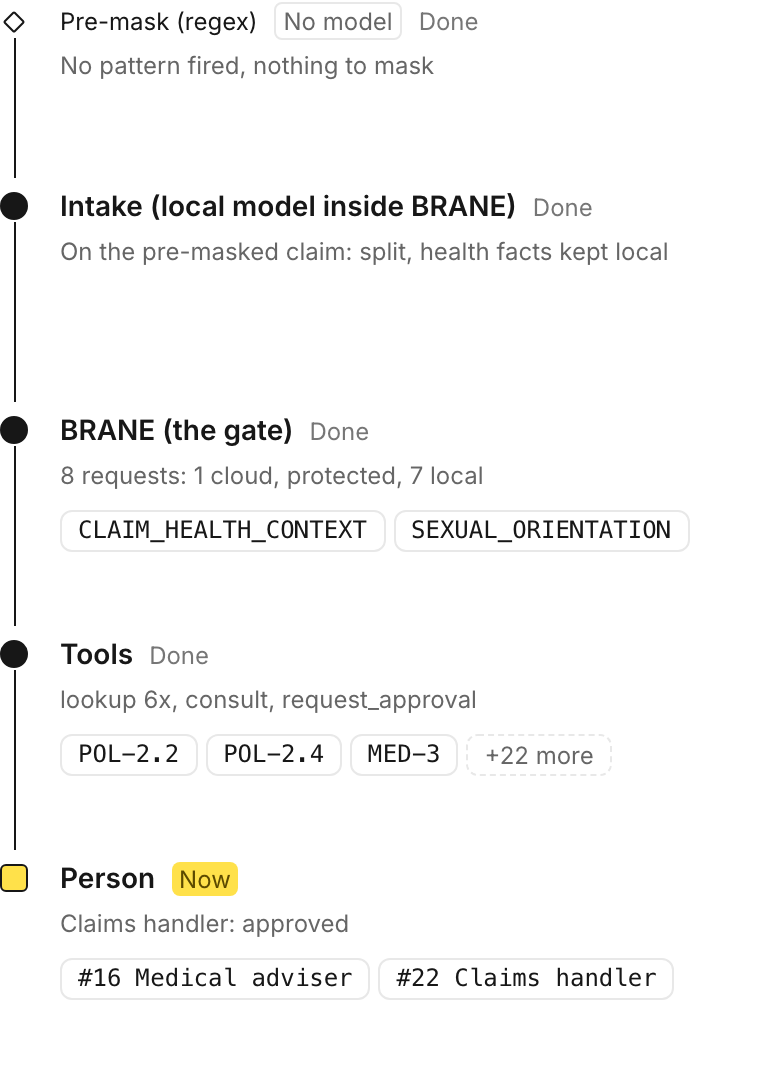 Pre-mask (regex) No model Done
No pattern fired, nothing to mask
Intake (local model inside BRANE) Done
On the pre-masked claim: split, health facts kept local
BRANE (the gate) Done
8 requests: 1 cloud, protected, 7 local
CLAIM_HEALTH_CONTEXT SEXUAL_ORIENTATION
Tools Done
lookup 6x, consult, request_approval
POL-2.2 POL-2.4 MED-3 +22 more
Person Now
Claims handler: approved
#16 Medical adviser #22 Claims handler